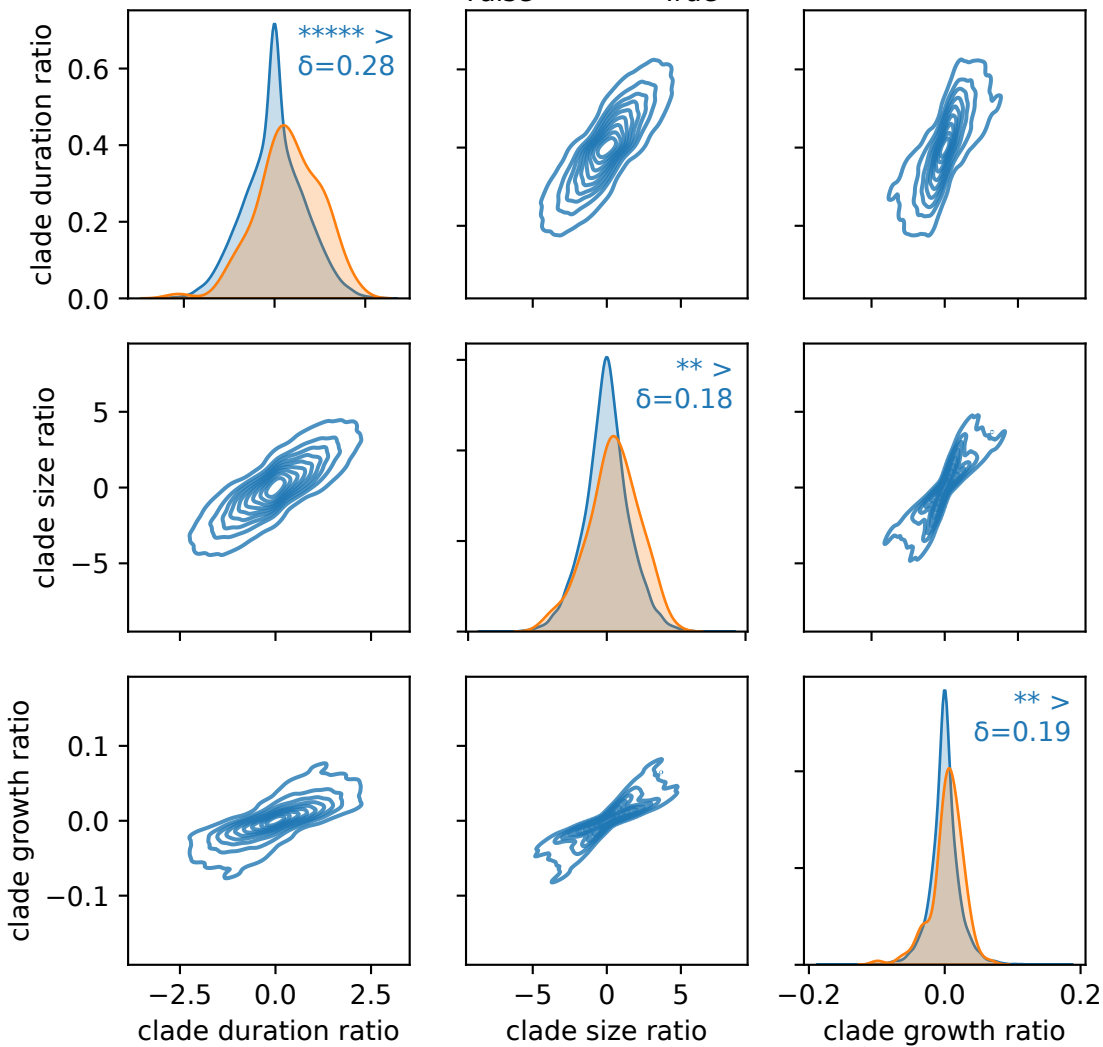 clade duration ratio
0.6
0.4
0.2
0.0
***** >
δ=0.28
clade size ratio
5
0
−5
** >
δ=0.18
clade growth ratio
0.1
0.0
−0.1
** >
δ=0.19
−2.5 0.0 2.5
−5 0 5
−0.2 0.0 0.2
clade duration ratio
clade size ratio
clade growth ratio